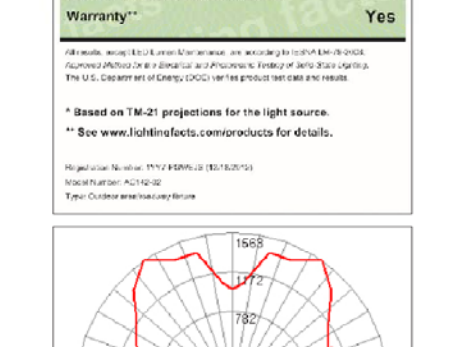 Warranty** Yes
All results, except LED Lumen Maintenance, are according to IESNA LM-79-2008:
Approved Method for the Electrical and Photometric Testing of Solid-State Lighting.
The U.S. Department of Energy (DOE) verifies product test data and results.
* Based on TM-21 projections for the light source.
** See www.lightingfacts.com/products for details.
Registration Number:
Model Number:
Type: Outdoor area/roadway fixture
1563
1172
782